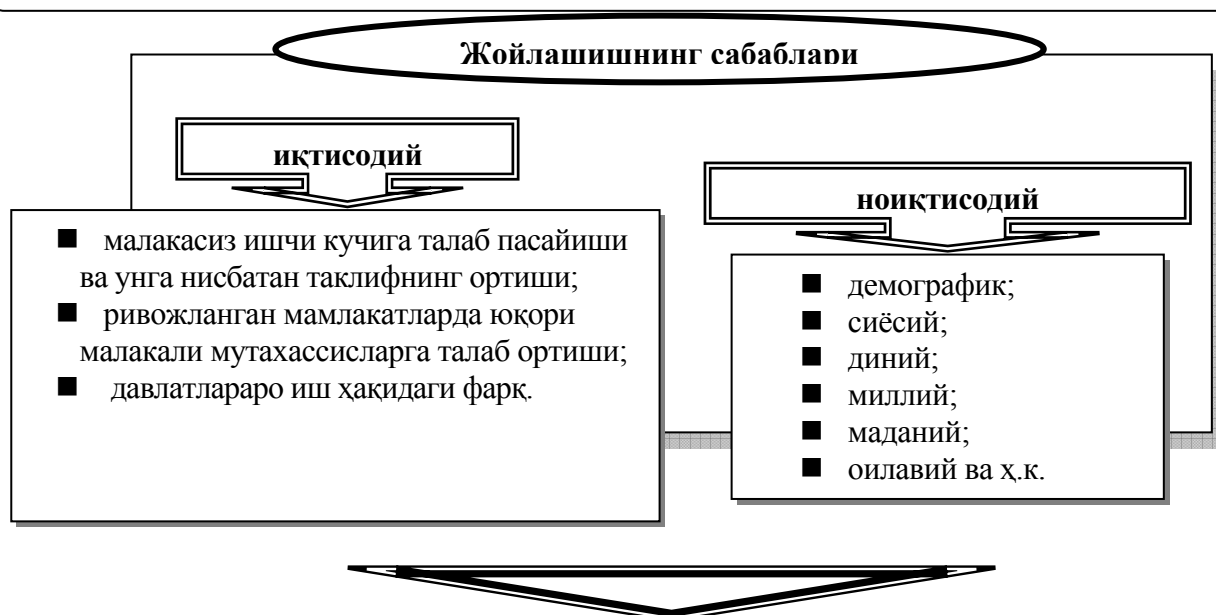 Жойлашишнинг сабаблари
иқтисодий
■ малакасиз ишчи кучига талаб пасайиши
ва унга нисбатан таклифнинг ортиши;
■ ривожланган мамлакатларда юқори
малакали мутахассисларга талаб ортиши;
■ давлатлараро иш ҳақидаги фарқ.
ноиқтисодий
■ демографик;
■ сиёсий;
■ диний;
■ миллий;
■ маданий;
■ оилавий ва ҳ.к.